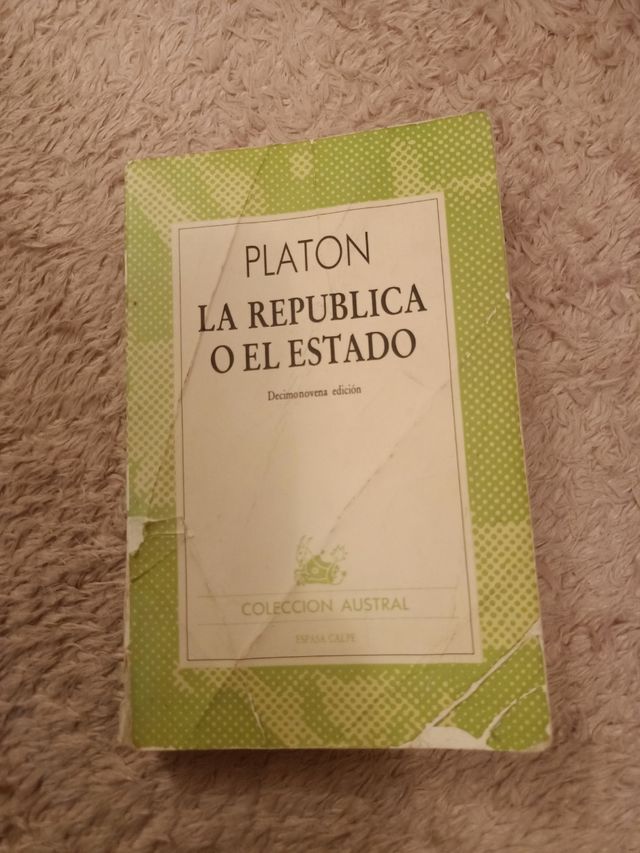 PLATON
LA REPUBLICA
O EL ESTADO
Decimonovena edición
COLECCION AUSTRAL
ESPASA CALPE